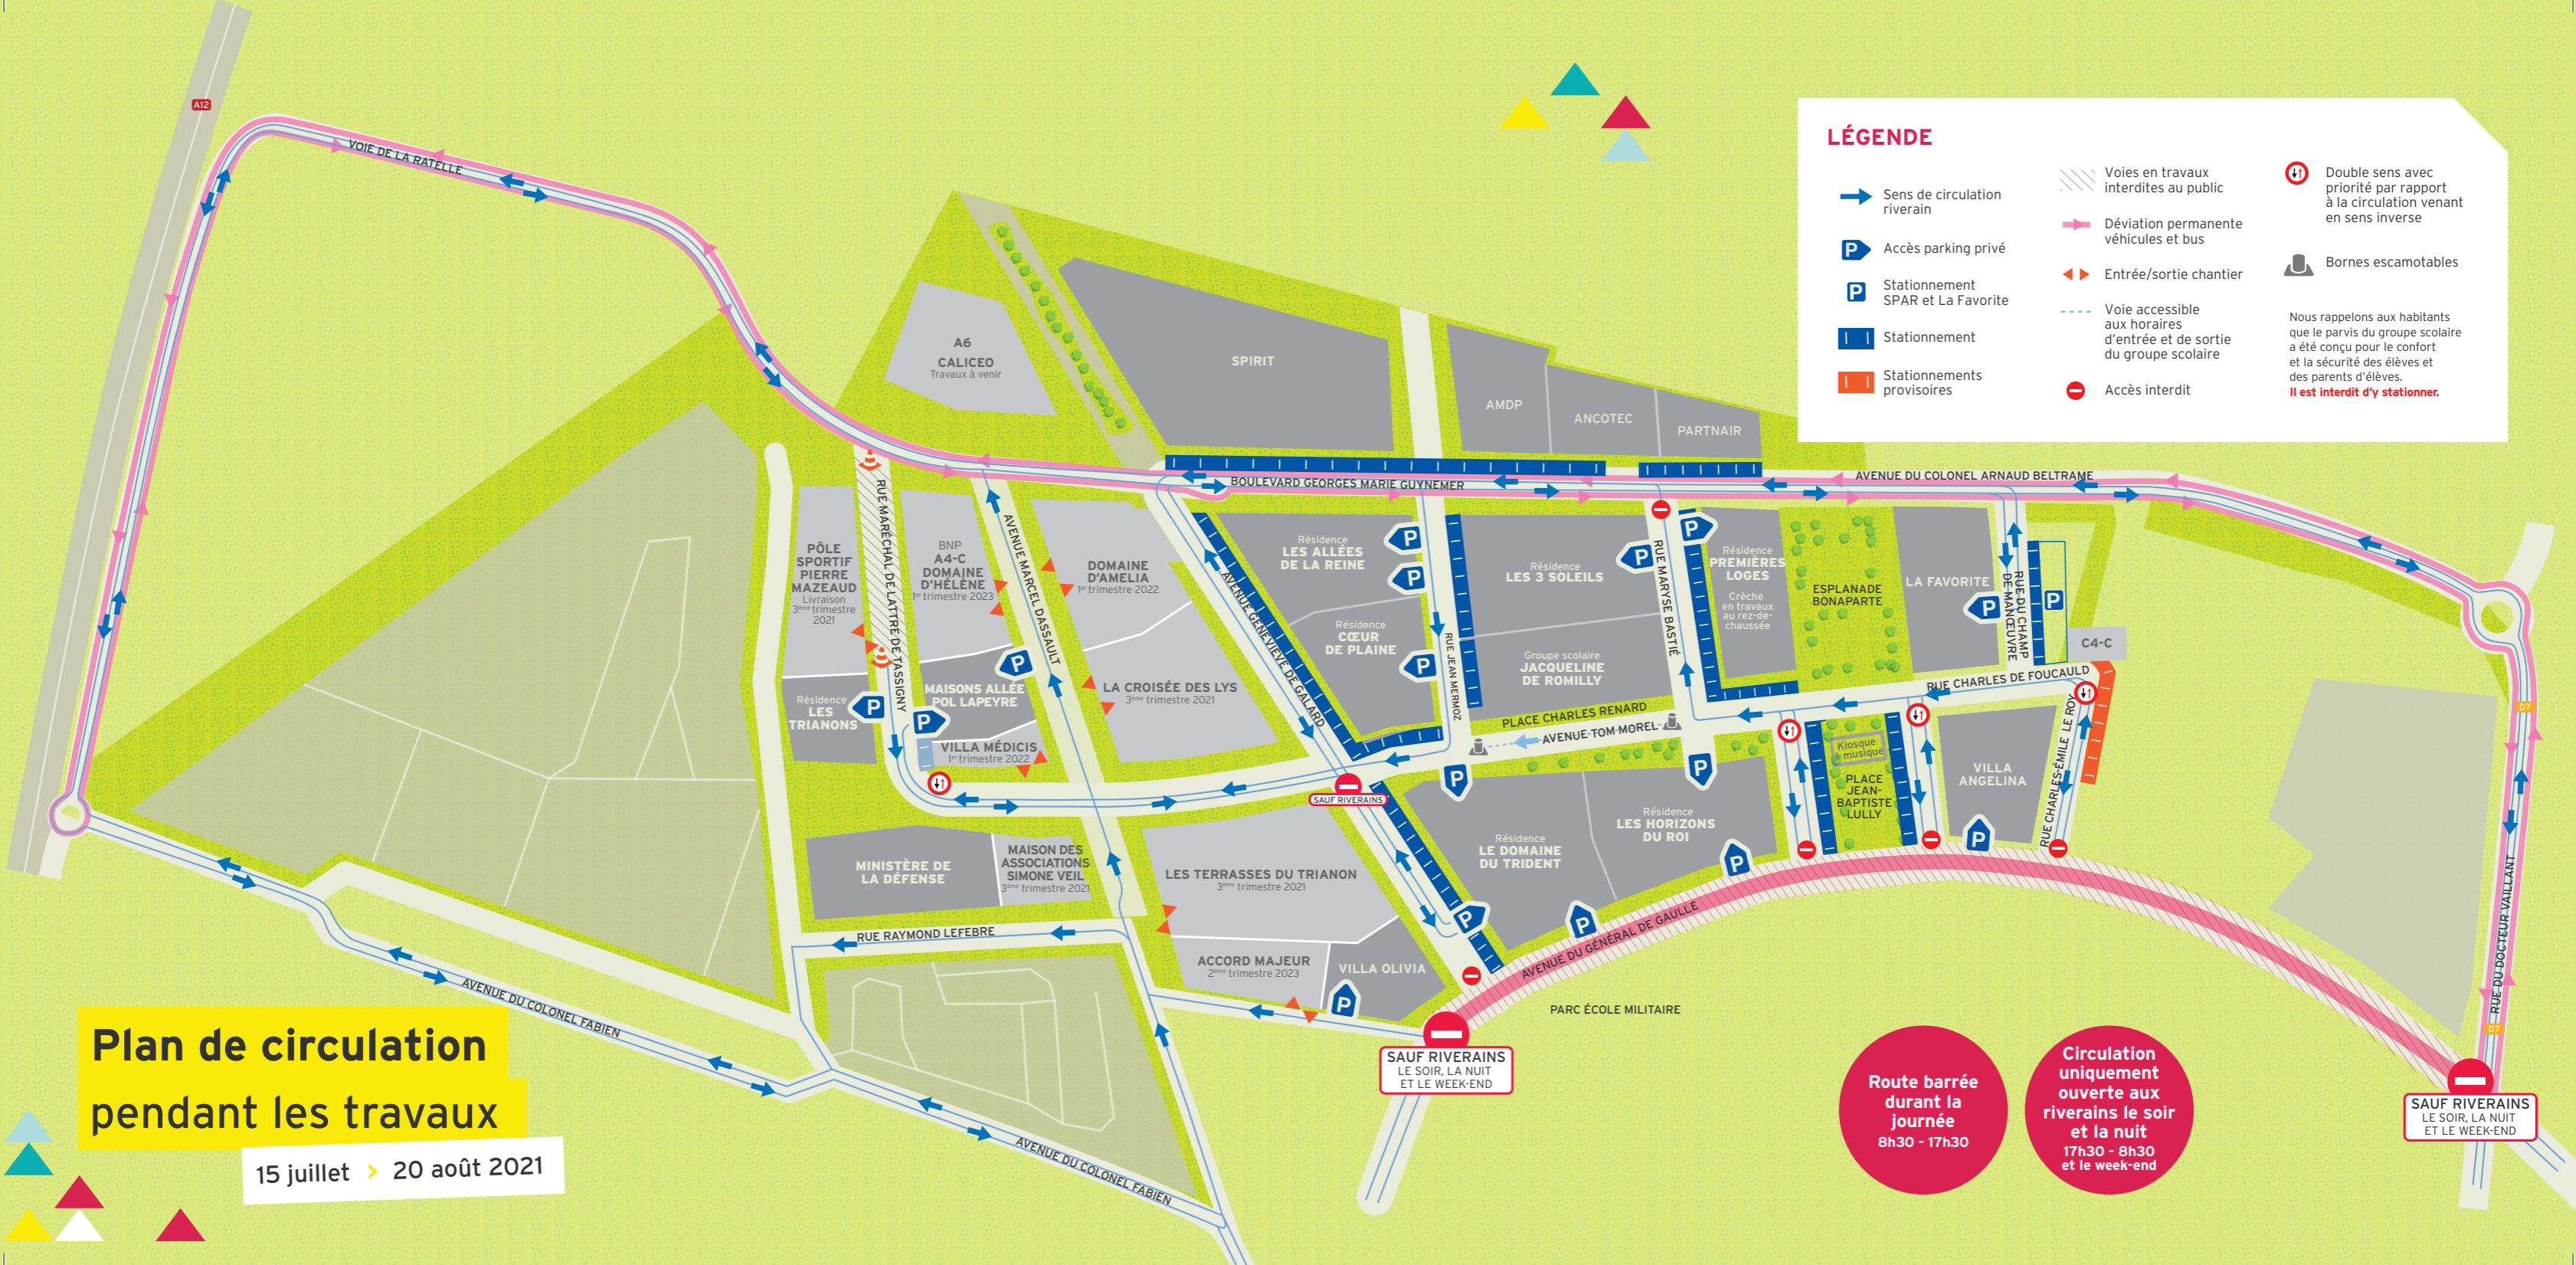 A12
VOIE DE LA RATELLE
LÉGENDE
Sens de circulation
riverain
P
Accès parking privé
P
Stationnement
SPAR et La Favorite
Stationnement
Stationnements
provisoires
Voies en travaux
interdites au public
Déviation permanente
véhicules et bus
Entrée/sortie chantier
Voie accessible
aux horaires
d'entrée et de sortie
du groupe scolaire
Accès interdit
Double sens avec
priorité par rapport
à la circulation venant
en sens inverse
Bornes escamotables
Nous rappelons aux habitants
que le parvis du groupe scolaire
a été conçu pour le confort
et la sécurité des élèves et
des parents d'élèves.
Il est interdit d'y stationner.
A6
CALICEO
Travaux à venir
SPIRIT
AMDP
ANCOTEC
PARTNAIR
BOULEVARD GEORGES MARIE GUYNEMER
AVENUE DU COLONEL ARNAUD BELTRAME
PÔLE
SPORTIF
PIERRE
MAZEAUD
Livraison
3ème trimestre
2021
RUE MARÉCHAL DE LATTRE DE TASSIGNY
BNP
A4-C
DOMAINE
D'HÉLÈNE
1er trimestre 2023
AVENUE MARCEL DASSAULT
DOMAINE
D'AMELIA
1er trimestre 2022
AVENUE GENEVIÈVE DE GALARD
Résidence
LES ALLÉES
DE LA REINE
P
P
Résidence
CŒUR
DE PLAINE
P
RUE JEAN MERMOZ
Résidence
LES 3 SOLEILS
P
Groupe scolaire
JACQUELINE
DE ROMILLY
RUE MARYSE BASTIÉ
P
Résidence
PREMIÈRES
LOGES
Crèche
en travaux
au rez-de-
chaussée
ESPLANADE
BONAPARTE
LA FAVORITE
P
RUE DU CHAMP
DE MANŒUVRE
P
C4-C
RUE CHARLES DE FOUCAULD
Résidence
LES
TRIANONS
P
P
MAISONS ALLÉE
POL LAPEYRE
P
VILLA MÉDICIS
1er trimestre 2022
LA CROISÉE DES LYS
3ème trimestre 2021
PLACE CHARLES RENARD
AVENUE TOM MOREL
P
P
Kiosque
à musique
PLACE
JEAN-
BAPTISTE
LULLY
VILLA
ANGELINA
P
RUE CHARLES-ÉMILE LE ROY
D7
SAUF RIVERAINS
MINISTÈRE DE
LA DÉFENSE
MAISON DES
ASSOCIATIONS
SIMONE VEIL
3ème trimestre 2021
LES TERRASSES DU TRIANON
3ème trimestre 2021
Résidence
LE DOMAINE
DU TRIDENT
Résidence
LES HORIZONS
DU ROI
P
P
P
RUE RAYMOND LEFEBRE
ACCORD MAJEUR
2ème trimestre 2023
VILLA OLIVIA
P
AVENUE DU GÉNÉRAL DE GAULLE
PARC ÉCOLE MILITAIRE
RUE DU DOCTEUR VAILLANT
D7
AVENUE DU COLONEL FABIEN
AVENUE DU COLONEL FABIEN
SAUF RIVERAINS
LE SOIR, LA NUIT
ET LE WEEK-END
Route barrée
durant la
journée
8h30 - 17h30
Circulation
uniquement
ouverte aux
riverains le soir
et la nuit
17h30 - 8h30
et le week-end
SAUF RIVERAINS
LE SOIR, LA NUIT
ET LE WEEK-END
Plan de circulation
pendant les travaux
15 juillet > 20 août 2021